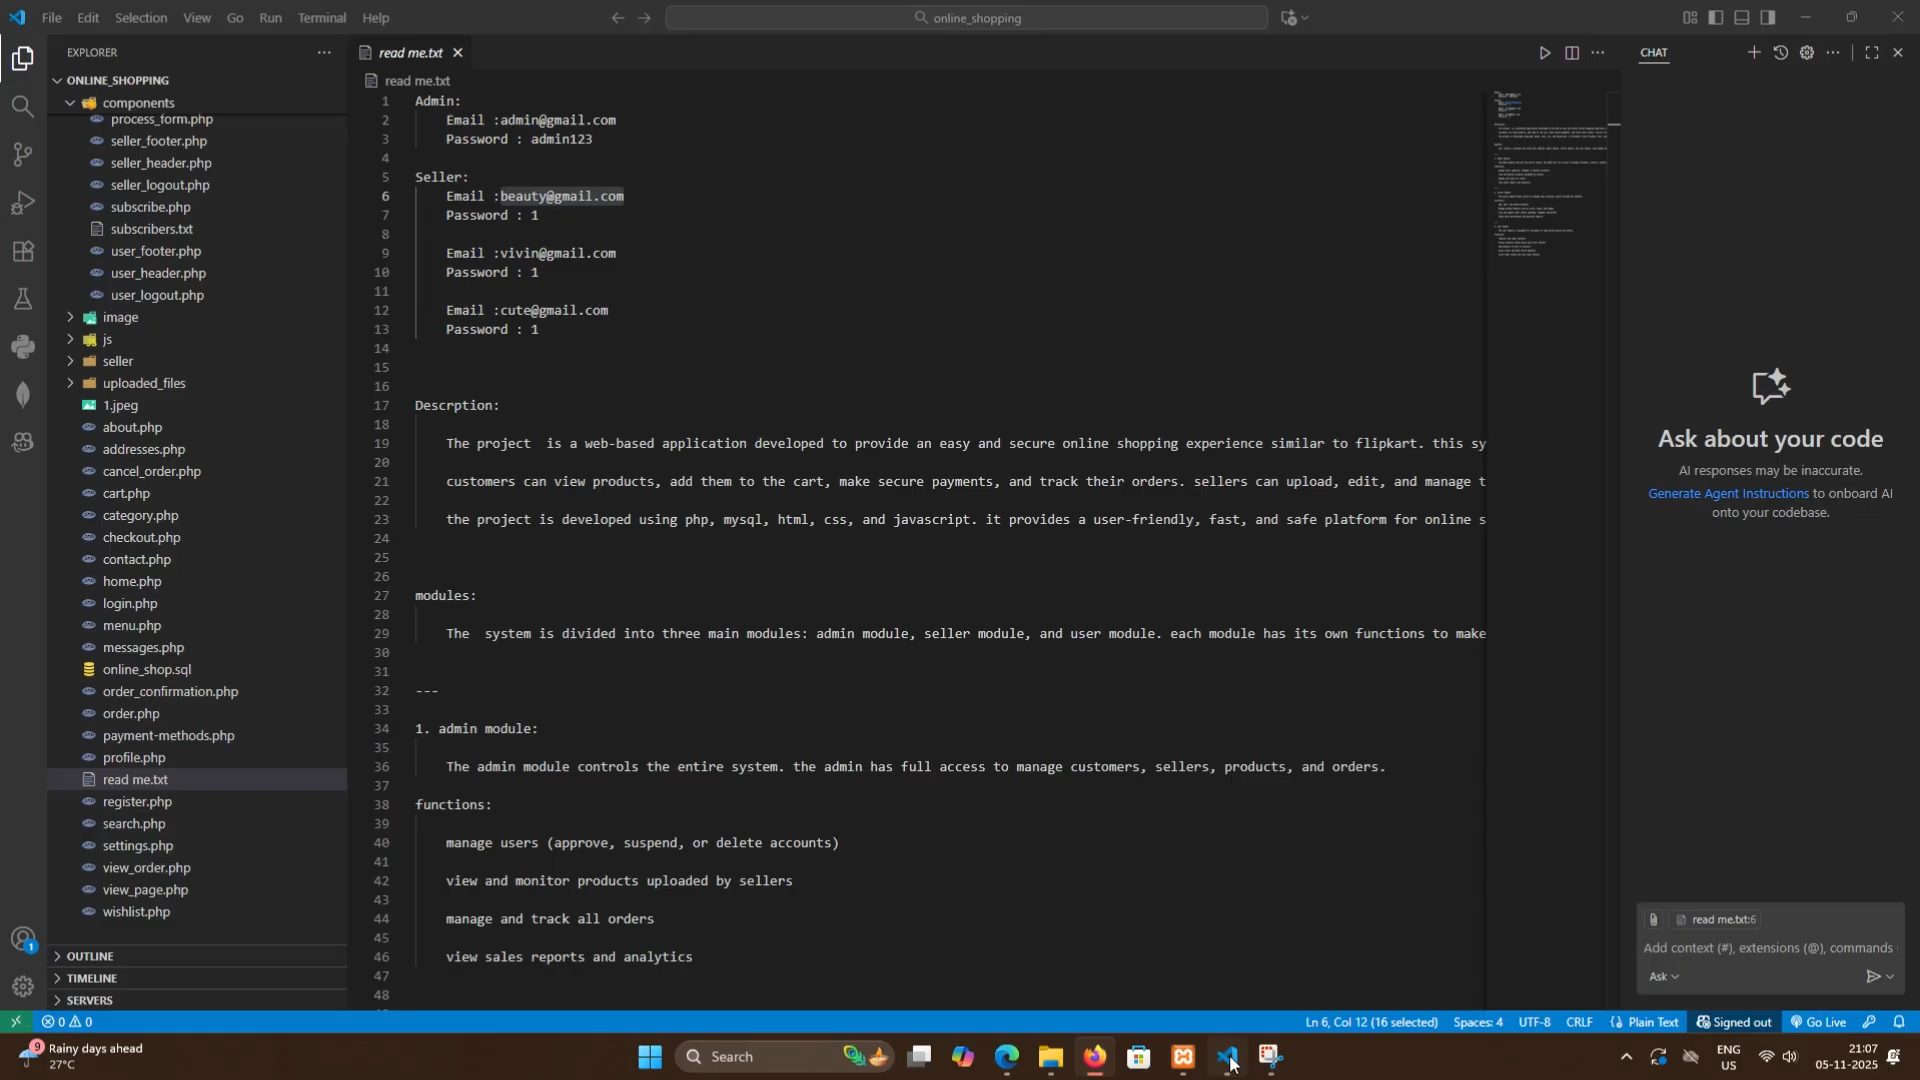 File Edit Selection View Go Run Terminal Help
online_shopping
EXPLORER
ONLINE_SHOPPING
components
process_form.php
seller_footer.php
seller_header.php
seller_logout.php
subscribe.php
subscribers.txt
user_footer.php
user_header.php
user_logout.php
image
js
seller
uploaded_files
1.jpeg
about.php
addresses.php
cancel_order.php
cart.php
category.php
checkout.php
contact.php
home.php
login.php
menu.php
messages.php
online_shop.sql
order_confirmation.php
order.php
payment-methods.php
profile.php
read me.txt
register.php
search.php
settings.php
view_order.php
view_page.php
wishlist.php
OUTLINE
TIMELINE
SERVERS
read me.txt
read me.txt
1 Admin:
2 Email :admin@gmail.com
3 Password : admin123
4
5 Seller:
6 Email :beauty@gmail.com
7 Password : 1
8
9 Email :vivin@gmail.com
10 Password : 1
11
12 Email :cute@gmail.com
13 Password : 1
14
15
16
17 Descrption:
18
19 The project  is a web-based application developed to provide an easy and secure online shopping experience similar to flipkart. this sy
20
21 customers can view products, add them to the cart, make secure payments, and track their orders. sellers can upload, edit, and manage t
22
23 the project is developed using php, mysql, html, css, and javascript. it provides a user-friendly, fast, and safe platform for online s
24
25
26
27 modules:
28
29 The  system is divided into three main modules: admin module, seller module, and user module. each module has its own functions to make
30
31
32 ---
33
34 1. admin module:
35
36 The admin module controls the entire system. the admin has full access to manage customers, sellers, products, and orders.
37
38 functions:
39
40 manage users (approve, suspend, or delete accounts)
41
42 view and monitor products uploaded by sellers
43
44 manage and track all orders
45
46 view sales reports and analytics
47
48
CHAT
Ask about your code
AI responses may be inaccurate.
Generate Agent Instructions to onboard AI
onto your codebase.
read me.txt:6
Add context (#), extensions (@), commands
Ask
1
0 0
Ln 6, Col 12 (16 selected) Spaces: 4 UTF-8 CRLF {} Plain Text Signed out Go Live
9
Rainy days ahead
27°C
Search
ENG
US
21:07
05-11-2025